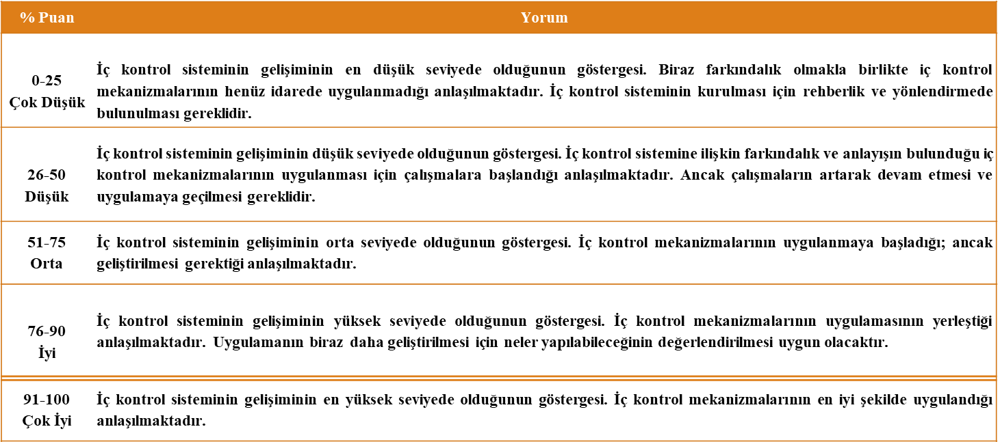 % Puan Yorum
0-25
Çok Düşük
İç kontrol sisteminin gelişiminin en düşük seviyede olduğunun göstergesi. Biraz farkındalık olmakla birlikte iç kontrol
mekanizmalarının henüz idarede uygulanmadığı anlaşılmaktadır. İç kontrol sisteminin kurulması için rehberlik ve yönlendirmede
bulunulması gereklidir.
26-50
Düşük
İç kontrol sisteminin gelişiminin düşük seviyede olduğunun göstergesi. İç kontrol sistemine ilişkin farkındalık ve anlayışın bulunduğu iç
kontrol mekanizmalarının uygulanması için çalışmalara başlandığı anlaşılmaktadır. Ancak çalışmaların artarak devam etmesi ve
uygulamaya geçilmesi gereklidir.
51-75
Orta
İç kontrol sisteminin gelişiminin orta seviyede olduğunun göstergesi. İç kontrol mekanizmalarının uygulanmaya başladığı; ancak
geliştirilmesi gerektiği anlaşılmaktadır.
76-90
İyi
İç kontrol sisteminin gelişiminin yüksek seviyede olduğunun göstergesi. İç kontrol mekanizmalarının uygulamasının yerleştiği
anlaşılmaktadır. Uygulamanın biraz daha geliştirilmesi için neler yapılabileceğinin değerlendirilmesi uygun olacaktır.
91-100
Çok İyi
İç kontrol sisteminin gelişiminin en yüksek seviyede olduğunun göstergesi. İç kontrol mekanizmalarının en iyi şekilde uygulandığı
anlaşılmaktadır.